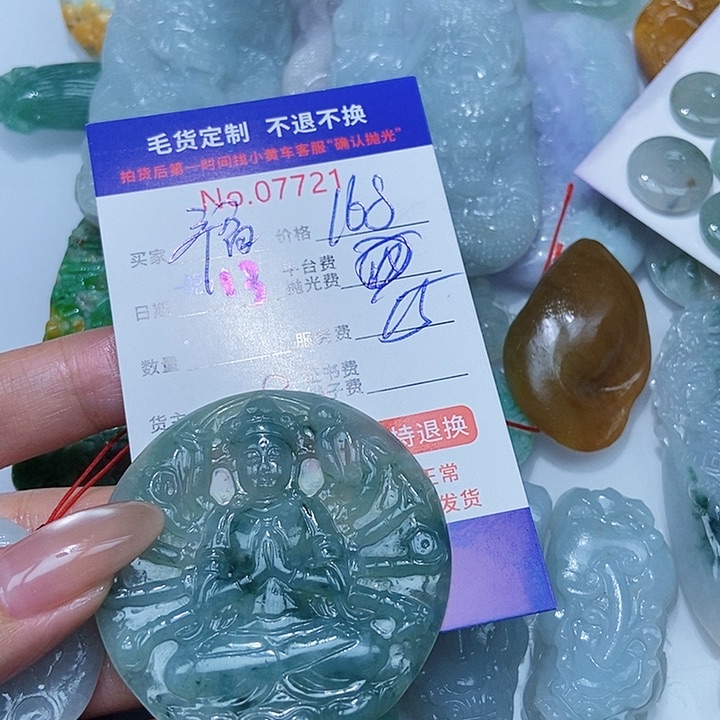 毛货定制 不退不换
拍货后第一时间找小黄车客服"确认抛光"
No.07721
买家 价格 168
平台费
日期 13 抛光费
服务费 15
数量
证书费
盒子费
货主
持退换
正常
发货